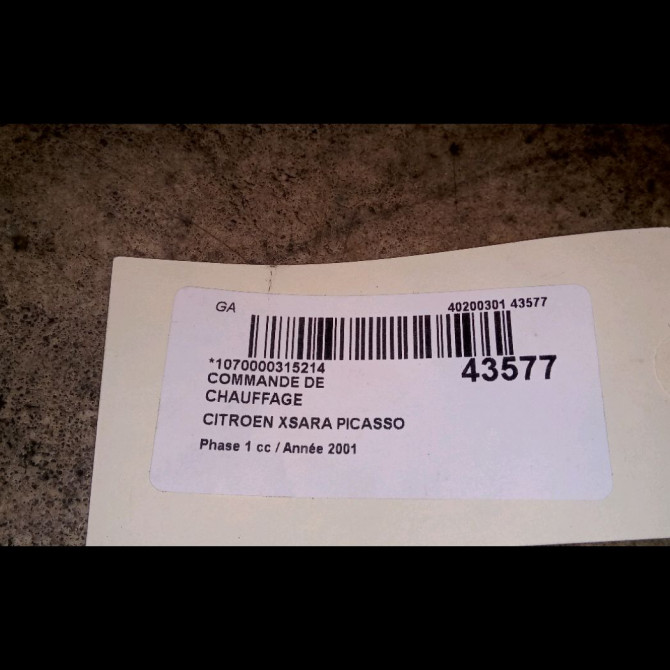 GA
40200301 43577
*1070000315214
43577
COMMANDE DE
CHAUFFAGE
CITROEN XSARA PICASSO
Phase 1 cc / Année 2001